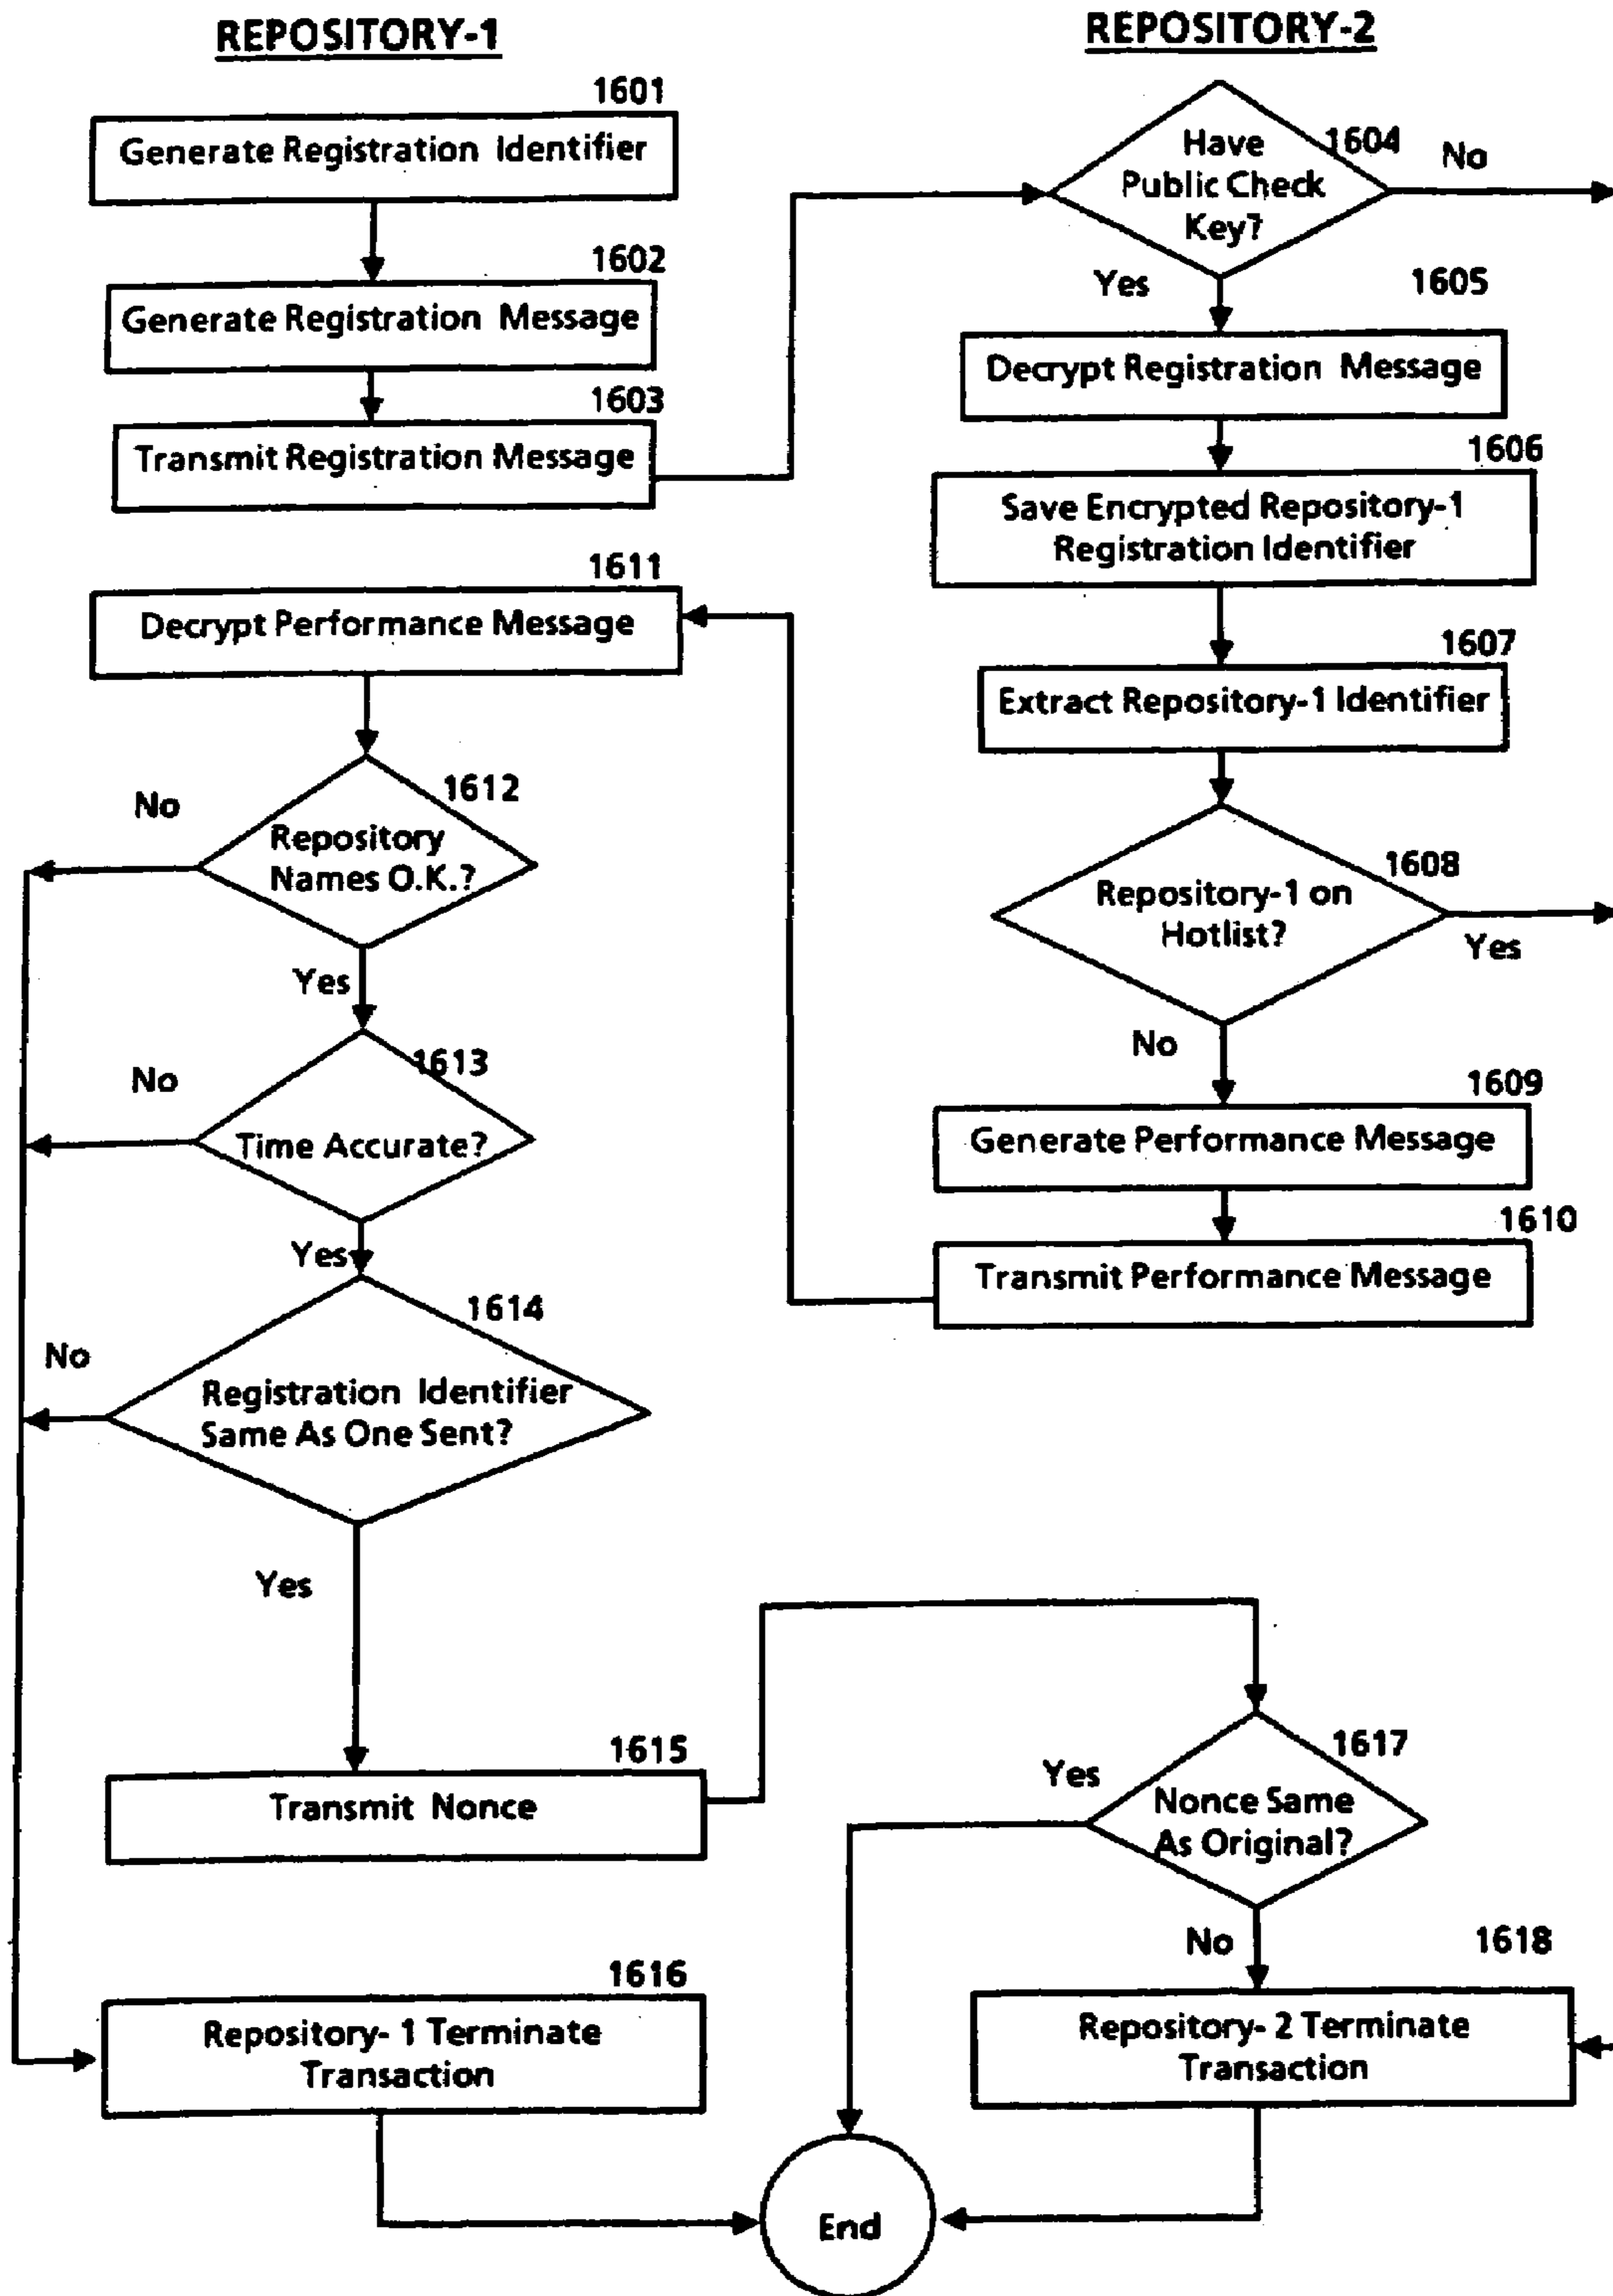 REPOSITORY-1
1601
Generate Registration Identifier
1602
Generate Registration Message
1603
Transmit Registration Message
1611
Decrypt Performance Message
1612
No
Repository
Names O.K.?
Yes
1613
No
Time Accurate?
Yes
1614
No
Registration Identifier
Same As One Sent?
Yes
1615
Transmit Nonce
1616
Repository- 1 Terminate
Transaction
REPOSITORY-2
1604
Have
Public Check
Key?
No
Yes
1605
Decrypt Registration Message
1606
Save Encrypted Repository-1
Registration Identifier
1607
Extract Repository-1 Identifier
1608
Repository-1 on
Hotlist?
Yes
No
1609
Generate Performance Message
1610
Transmit Performance Message
1617
Yes
Nonce Same
As Original?
No
1618
Repository- 2 Terminate
Transaction
End